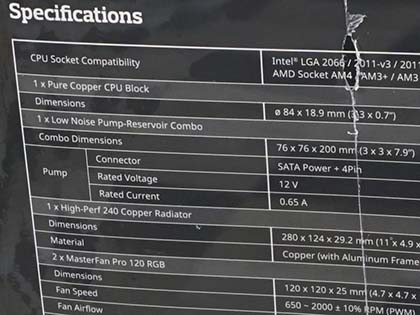 Specifications
CPU Socket Compatibility
Intel® LGA 2066 / 2011-v3 / 201
AMD Socket AM4 / AM3+ / AM3
1 x Pure Copper CPU Block
Dimensions ø 84 x 18.9 mm (3.3 x 0.7”)
1 x Low Noise Pump-Reservoir Combo
Combo Dimensions 76 x 76 x 200 mm (3 x 3 x 7.9”)
Pump
Connector SATA Power + 4Pin
Rated Voltage 12 V
Rated Current 0.65 A
1 x High-Perf 240 Copper Radiator
Dimensions 280 x 124 x 29.2 mm (11 x 4.9 x
Material Copper (with Aluminum Frame
2 x MasterFan Pro 120 RGB
Dimensions 120 x 120 x 25 mm (4.7 x 4.7 x
Fan Speed 650 ~ 2000 ± 10% RPM (PWM)
Fan Airflow